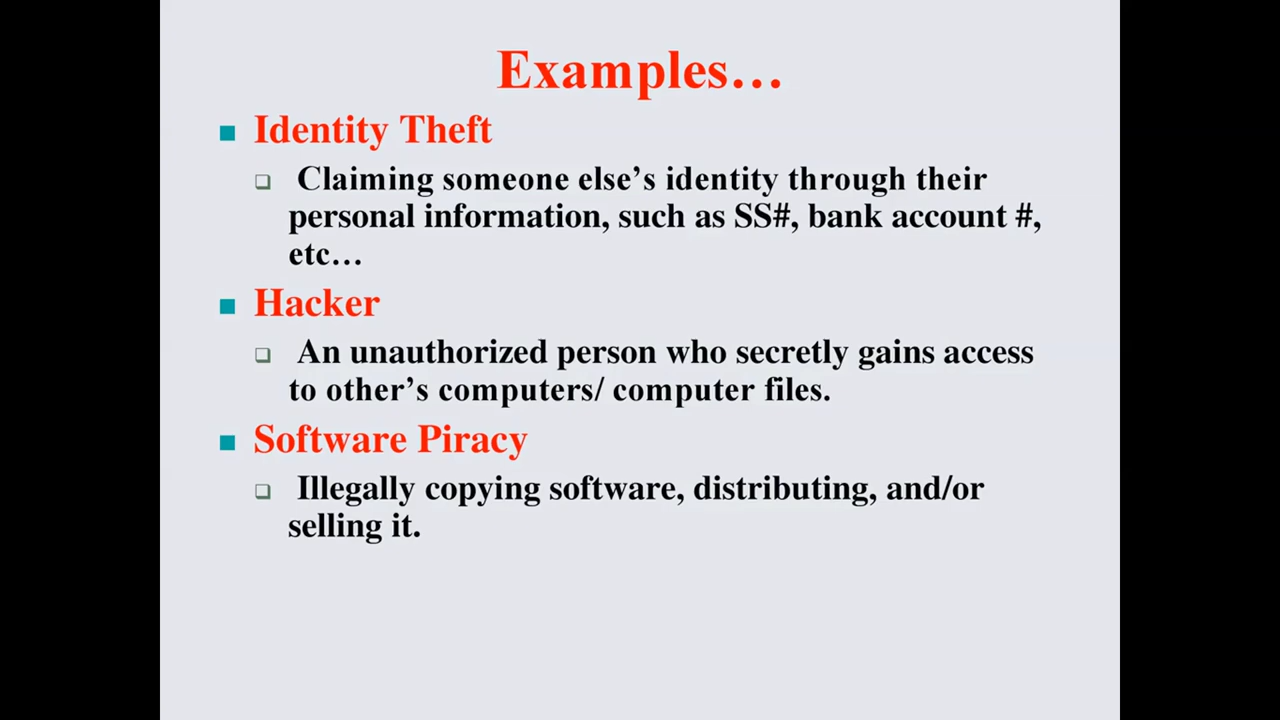 Examples…
Identity Theft
Claiming someone else’s identity through their
personal information, such as SS#, bank account #,
etc…
Hacker
An unauthorized person who secretly gains access
to other’s computers/ computer files.
Software Piracy
Illegally copying software, distributing, and/or
selling it.